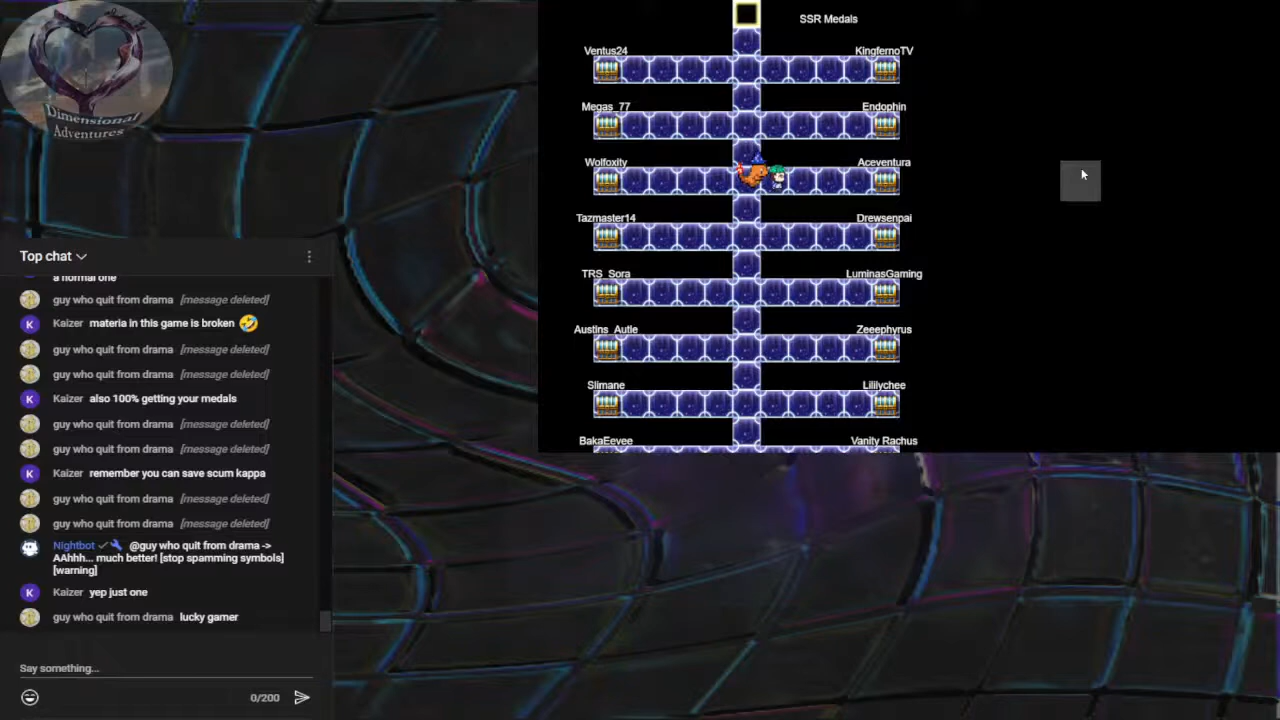 Dimensional
Adventures
SSR Medals
Ventus24
KingfernoTV
Megas_77
Endophin
Wolfoxity
Aceventura
Tazmaster14
Drewsenpai
TRS_Sora
LuminasGaming
Austins_Autie
Zeeephyrus
Slimane
Lililychee
BakaEevee
Vanity Rachus
Top chat
a normal one
guy who quit from drama [message deleted]
K Kaizer materia in this game is broken 🤣
guy who quit from drama [message deleted]
guy who quit from drama [message deleted]
K Kaizer also 100% getting your medals
guy who quit from drama [message deleted]
guy who quit from drama [message deleted]
K Kaizer remember you can save scum kappa
guy who quit from drama [message deleted]
guy who quit from drama [message deleted]
Nightbot @guy who quit from drama ->
AAhhh... much better! [stop spamming symbols]
[warning]
K Kaizer yep just one
guy who quit from drama lucky gamer
Say something...
0/200